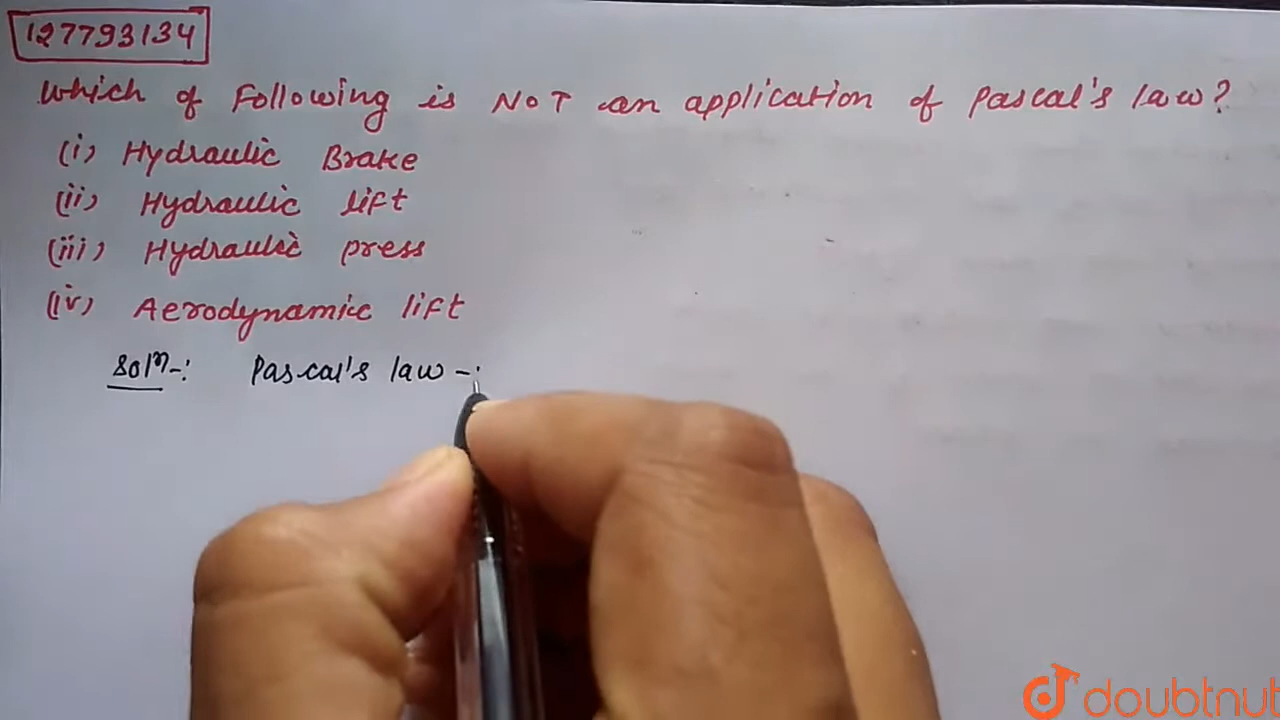 127793134
Which of Following is NOT an application of Pascal's law?
(i) Hydraulic Brake
(ii) Hydraulic lift
(iii) Hydraulic press
(iv) Aerodynamic lift
Solⁿ-: Pascal's law -:
doubtnut